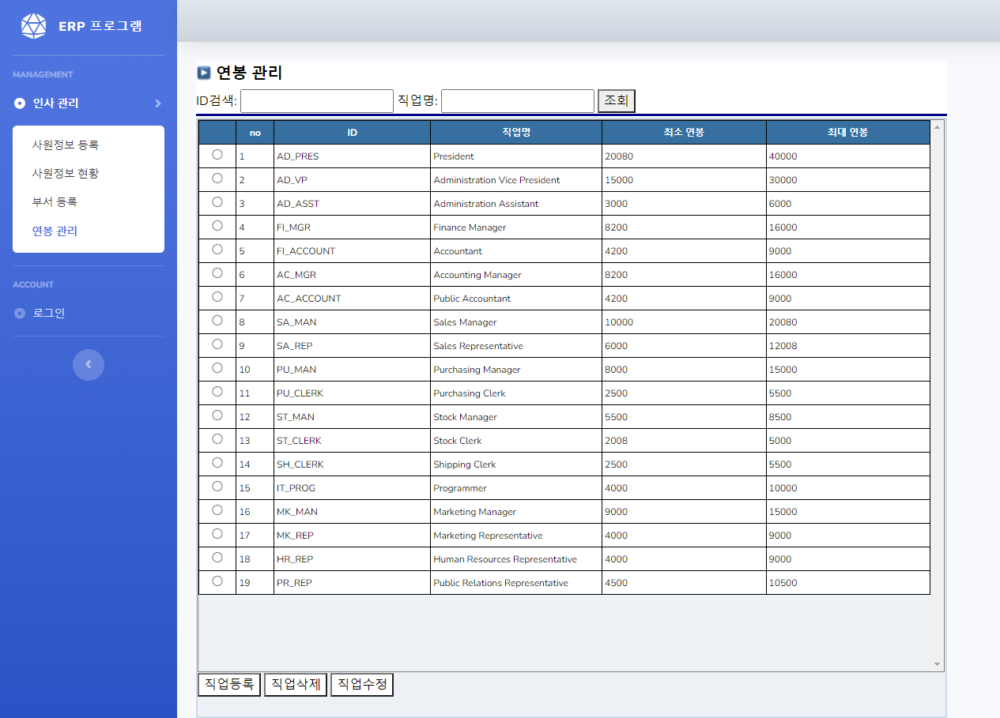 ERP 프로그램
MANAGEMENT
인사 관리
사원정보 등록
사원정보 현황
부서 등록
연봉 관리
ACCOUNT
로그인
연봉 관리
ID검색: 직업명: 조회
no ID 직업명 최소 연봉 최대 연봉
1 AD_PRES President 20080 40000
2 AD_VP Administration Vice President 15000 30000
3 AD_ASST Administration Assistant 3000 6000
4 FI_MGR Finance Manager 8200 16000
5 FI_ACCOUNT Accountant 4200 9000
6 AC_MGR Accounting Manager 8200 16000
7 AC_ACCOUNT Public Accountant 4200 9000
8 SA_MAN Sales Manager 10000 20080
9 SA_REP Sales Representative 6000 12008
10 PU_MAN Purchasing Manager 8000 15000
11 PU_CLERK Purchasing Clerk 2500 5500
12 ST_MAN Stock Manager 5500 8500
13 ST_CLERK Stock Clerk 2008 5000
14 SH_CLERK Shipping Clerk 2500 5500
15 IT_PROG Programmer 4000 10000
16 MK_MAN Marketing Manager 9000 15000
17 MK_REP Marketing Representative 4000 9000
18 HR_REP Human Resources Representative 4000 9000
19 PR_REP Public Relations Representative 4500 10500
직업등록 직업삭제 직업수정